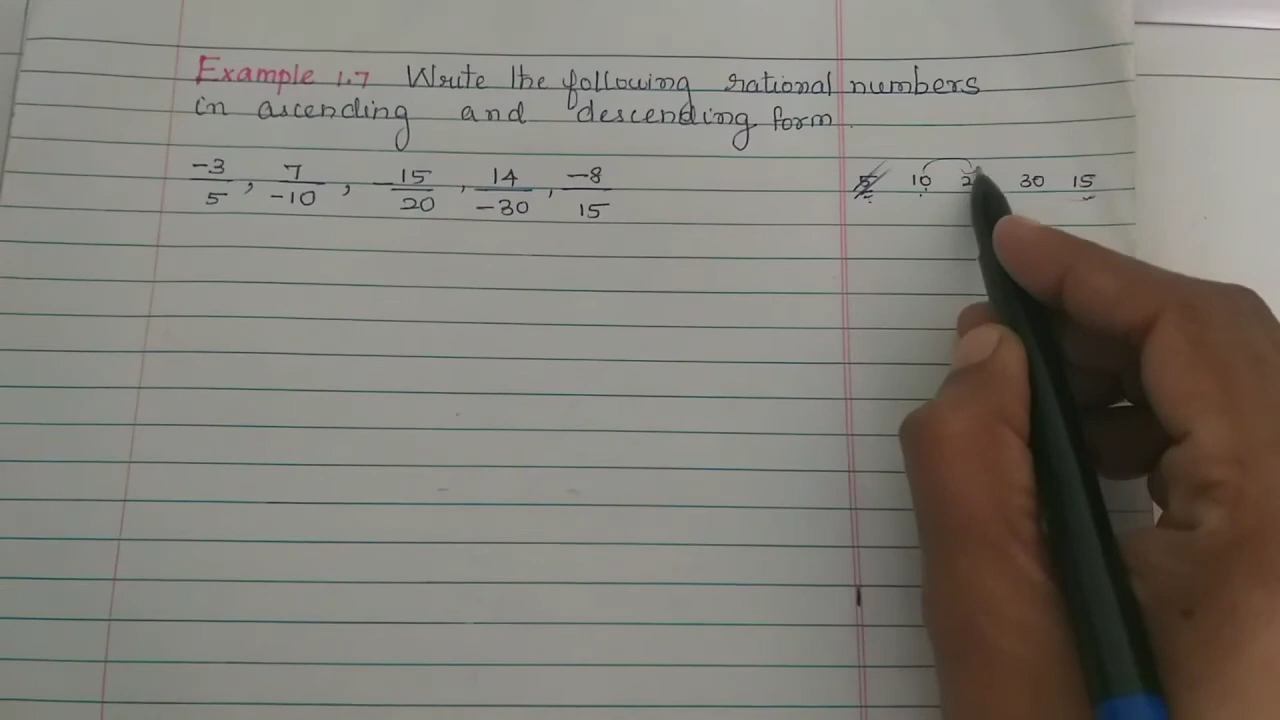 Example 1.7 Write the following rational numbers
in ascending and descending form
-3/5, 7/-10, -15/20, 14/-30, -8/15
5 10 30 15